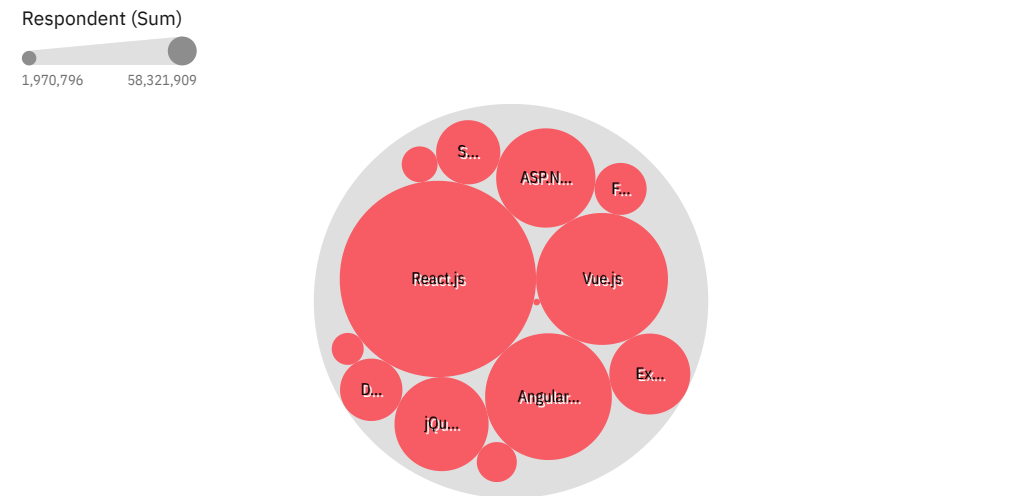 Respondent (Sum)
1,970,796 58,321,909
S...
ASP.N...
F...
React.js
Vue.js
Ex...
D...
Angular...
jQu...